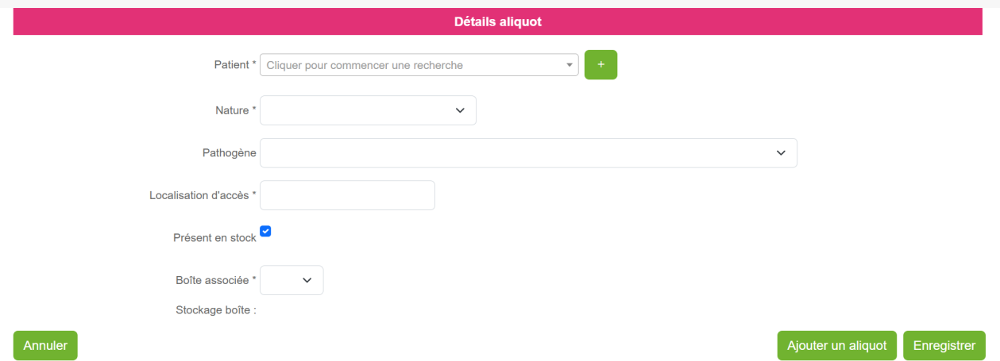 Détails aliquot
Patient * Cliquer pour commencer une recherche +
Nature *
Pathogène
Localisation d'accès *
Présent en stock
Boîte associée *
Stockage boîte :
Annuler Ajouter un aliquot Enregistrer